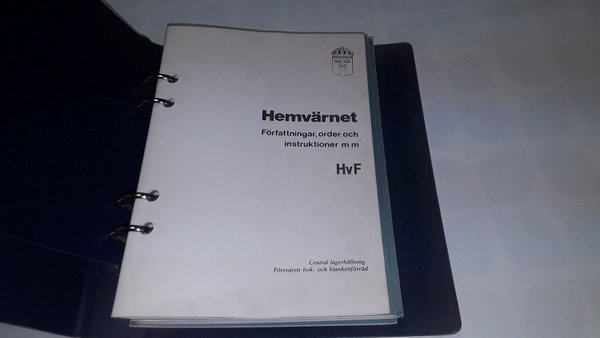 Hemvärnet
Författningar, order och
instruktioner m m
HvF
Central lagerhållning.
Försvarets bok- och blankettförråd